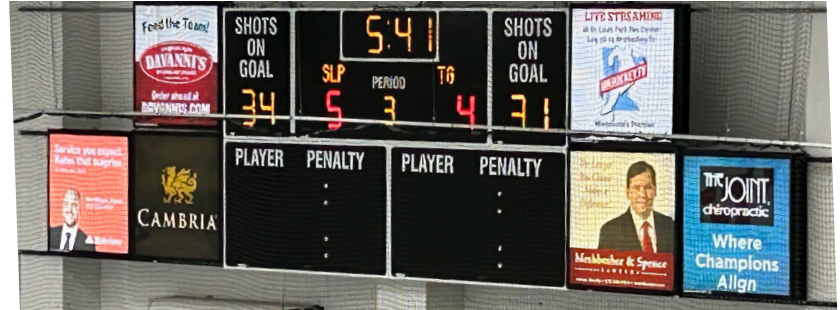 Feed the Team!
DAVANNI'S
Order ahead at
DAVANNIS.COM
SHOTS
ON
GOAL
34
5:41
SLP
PERIOD
TG
5
3
4
SHOTS
ON
GOAL
31
LIVE STREAMING
Service you expect.
Rates that surprise.
CAMBRIA
PLAYER PENALTY
PLAYER PENALTY
Meshbesher & Spence
THE JOINT
chiropractic
Where
Champions
Align